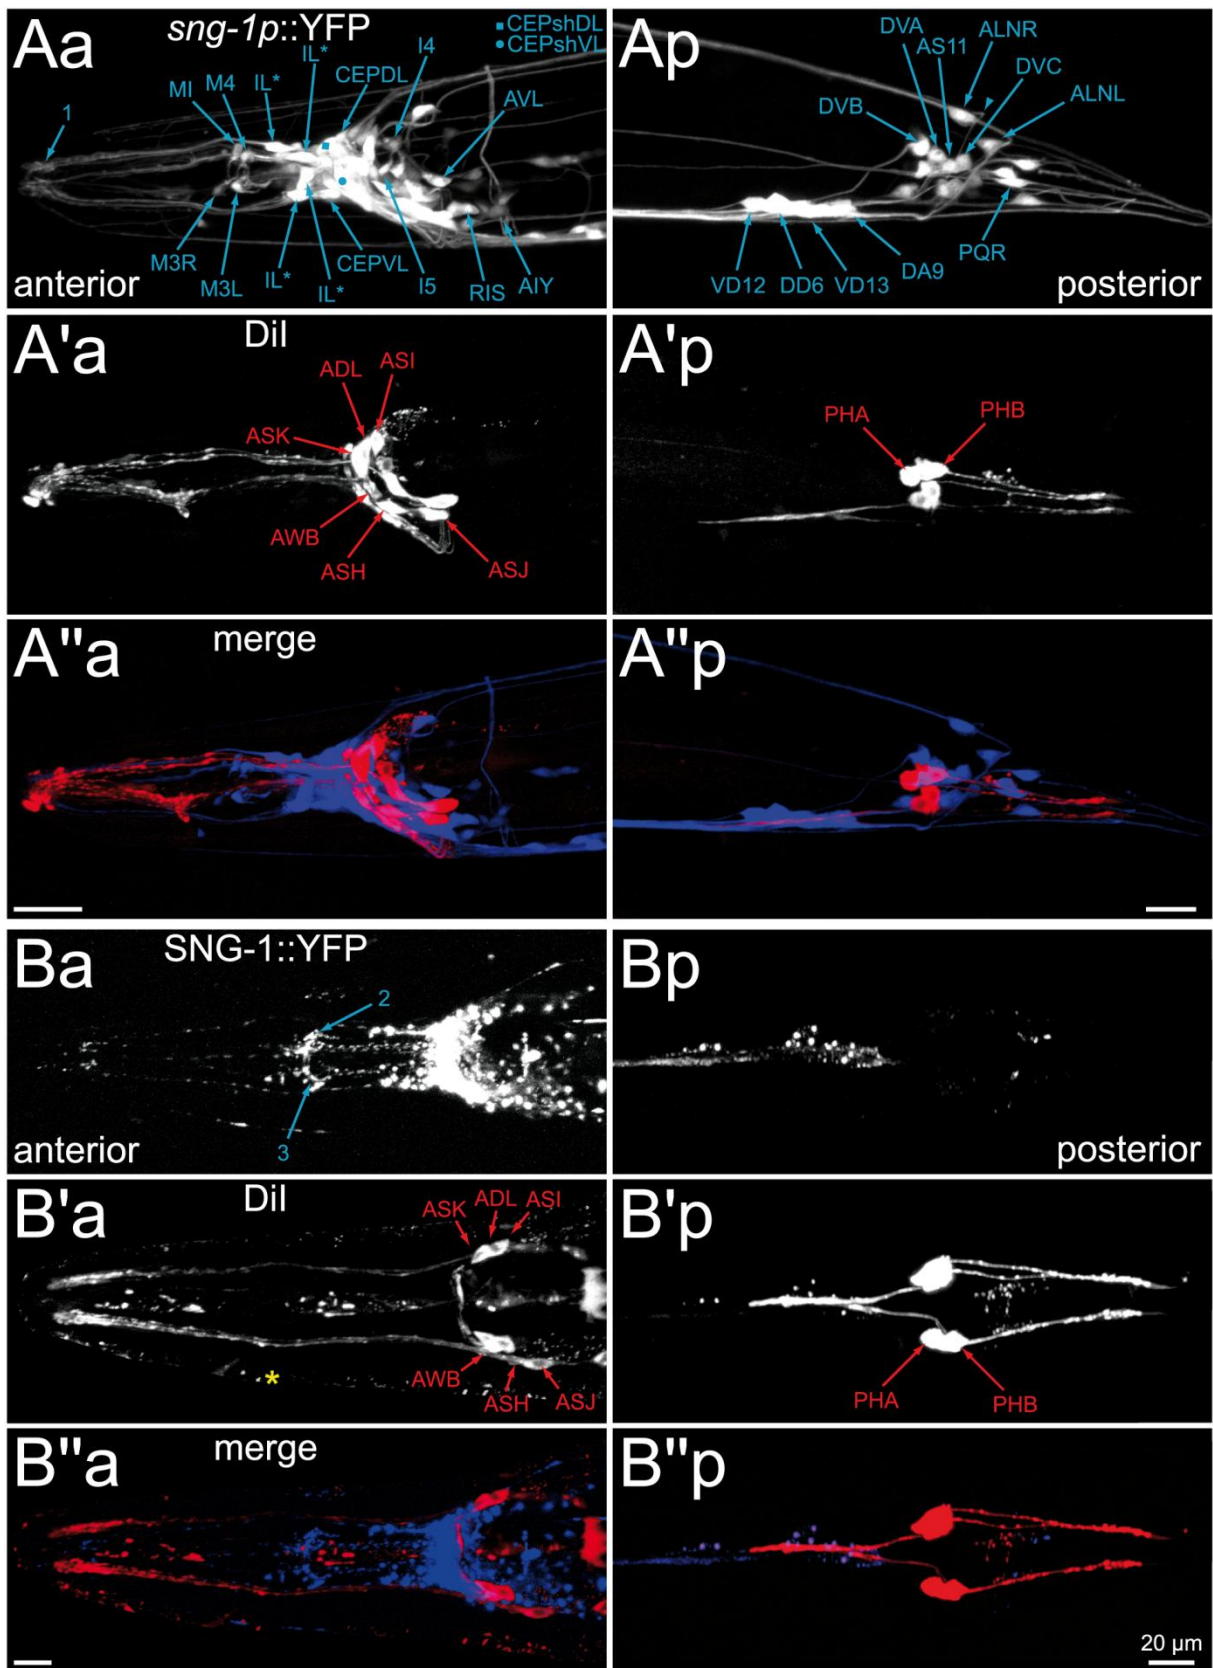 Aa
sng-1p::YFP
CEPshDL
CEPshVL
1
MI
M4
IL*
IL*
CEPDL
I4
AVL
M3R
M3L
IL*
IL*
CEPVL
I5
RIS
AIY
anterior
Ap
DVA
AS11
ALNR
DVC
ALNL
DVB
VD12
DD6
VD13
DA9
PQR
posterior
A'a
DiI
ADL
ASI
ASK
AWB
ASH
ASJ
A'p
PHA
PHB
A"a
merge
A"p
Ba
SNG-1::YFP
2
3
anterior
Bp
posterior
B'a
DiI
ASK
ADL
ASI
AWB
ASH
ASJ
*
B'p
PHA
PHB
B"a
merge
B"p
20 µm